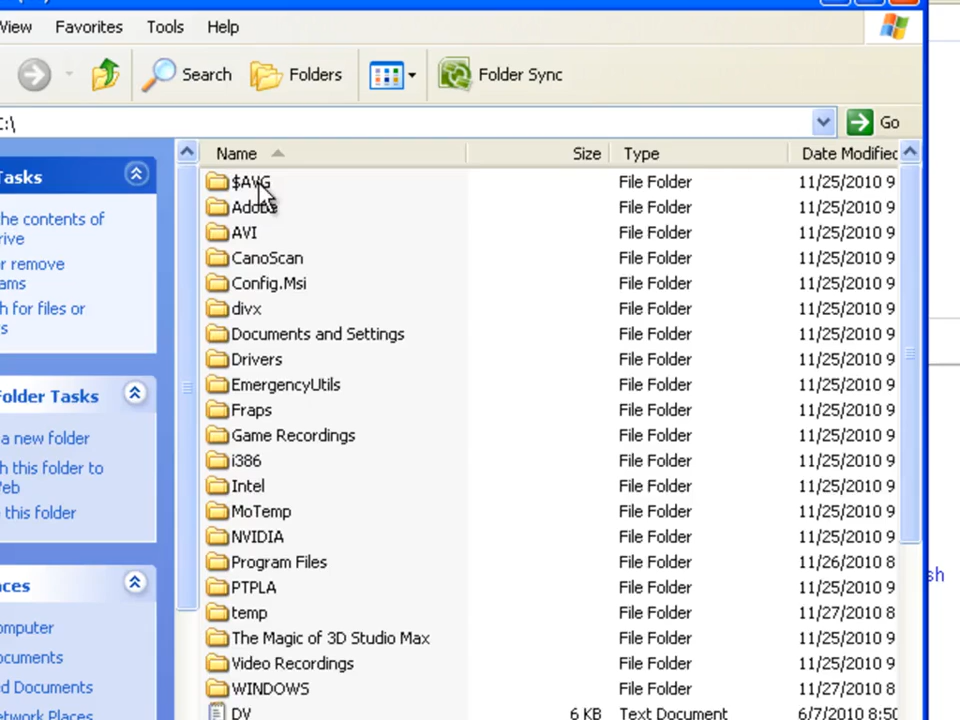 View Favorites Tools Help
Search Folders Folder Sync
C:\ Go
Name Size Type Date Modified
Tasks
the contents of
rive
r remove
ams
h for files or
s
older Tasks
a new folder
h this folder to
Web
this folder
aces
omputer
ocuments
d Documents
etwork Places
$AVG File Folder 11/25/2010 9
Adobe File Folder 11/25/2010 9
AVI File Folder 11/25/2010 9
CanoScan File Folder 11/25/2010 9
Config.Msi File Folder 11/25/2010 9
divx File Folder 11/25/2010 9
Documents and Settings File Folder 11/25/2010 9
Drivers File Folder 11/25/2010 9
EmergencyUtils File Folder 11/25/2010 9
Fraps File Folder 11/25/2010 9
Game Recordings File Folder 11/25/2010 9
i386 File Folder 11/25/2010 9
Intel File Folder 11/25/2010 9
MoTemp File Folder 11/25/2010 9
NVIDIA File Folder 11/25/2010 9
Program Files File Folder 11/26/2010 8
PTPLA File Folder 11/25/2010 9
temp File Folder 11/27/2010 8
The Magic of 3D Studio Max File Folder 11/25/2010 9
Video Recordings File Folder 11/25/2010 9
WINDOWS File Folder 11/27/2010 8
DV 6 KB Text Document 6/7/2010 8:50
sh